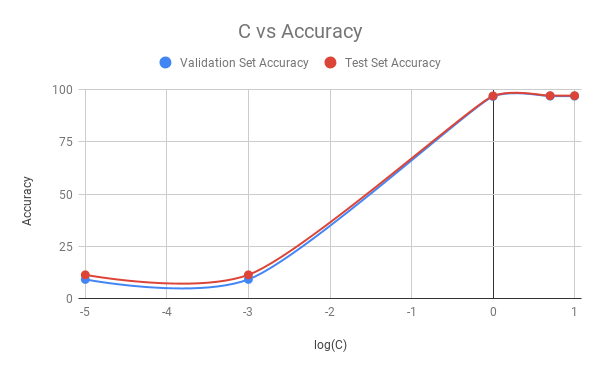 C vs Accuracy
Validation Set Accuracy Test Set Accuracy
100
75
50
25
0
Accuracy
-5 -4 -3 -2 -1 0 1
log(C)